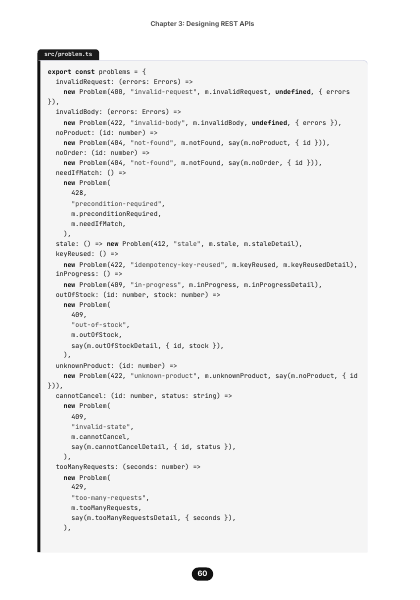 Chapter 3: Designing REST APIs
src/problem.ts
export const problems = {
  invalidRequest: (errors: Errors) =>
    new Problem(400, "invalid-request", m.invalidRequest, undefined, { errors
}),
  invalidBody: (errors: Errors) =>
    new Problem(422, "invalid-body", m.invalidBody, undefined, { errors }),
  noProduct: (id: number) =>
    new Problem(404, "not-found", m.notFound, say(m.noProduct, { id })),
  noOrder: (id: number) =>
    new Problem(404, "not-found", m.notFound, say(m.noOrder, { id })),
  needIfMatch: () =>
    new Problem(
      428,
      "precondition-required",
      m.preconditionRequired,
      m.needIfMatch,
    ),
  stale: () => new Problem(412, "stale", m.stale, m.staleDetail),
  keyReused: () =>
    new Problem(422, "idempotency-key-reused", m.keyReused, m.keyReusedDetail),
  inProgress: () =>
    new Problem(409, "in-progress", m.inProgress, m.inProgressDetail),
  outOfStock: (id: number, stock: number) =>
    new Problem(
      409,
      "out-of-stock",
      m.outOfStock,
      say(m.outOfStockDetail, { id, stock }),
    ),
  unknownProduct: (id: number) =>
    new Problem(422, "unknown-product", m.unknownProduct, say(m.noProduct, { id
})),
  cannotCancel: (id: number, status: string) =>
    new Problem(
      409,
      "invalid-state",
      m.cannotCancel,
      say(m.cannotCancelDetail, { id, status }),
    ),
  tooManyRequests: (seconds: number) =>
    new Problem(
      429,
      "too-many-requests",
      m.tooManyRequests,
      say(m.tooManyRequestsDetail, { seconds }),
    ),
60